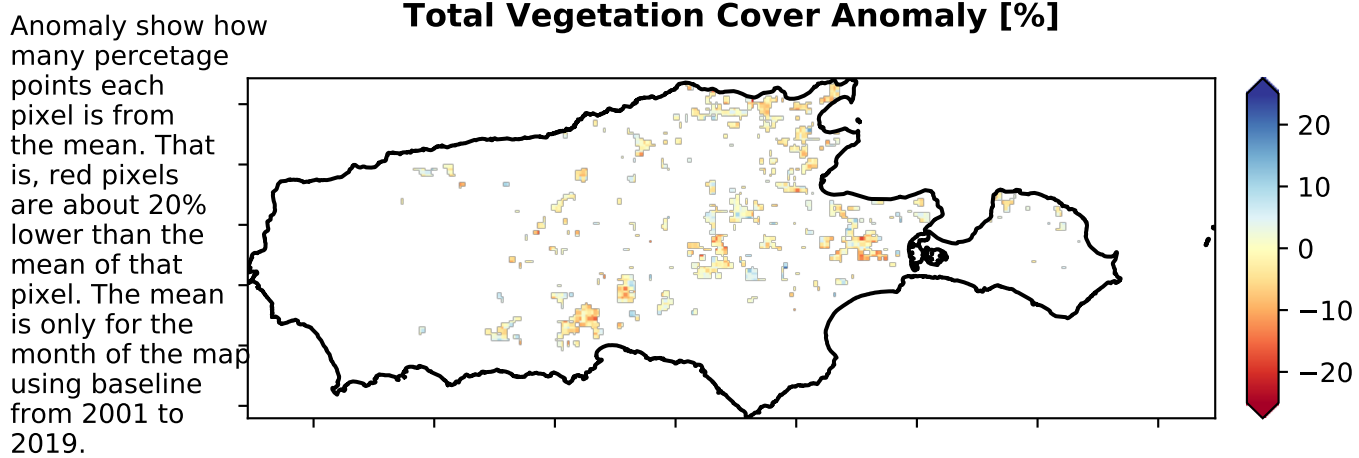 Total Vegetation Cover Anomaly [%]
Anomaly show how
many percetage
points each
pixel is from
the mean. That
is, red pixels
are about 20%
lower than the
mean of that
pixel. The mean
is only for the
month of the map
using baseline
from 2001 to
2019.
20
10
0
−10
−20